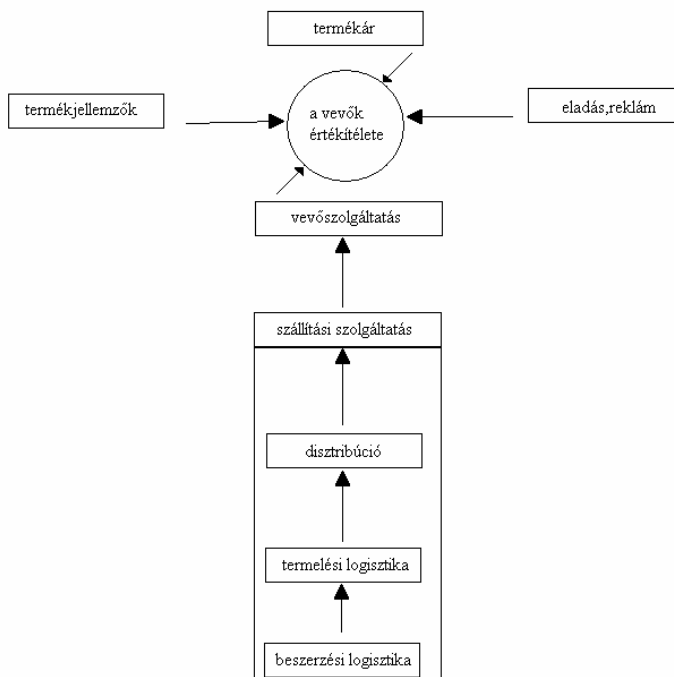 termékár
termékjellemzők
a vevők
értékítélete
eladás,reklám
vevőszolgáltatás
szállítási szolgáltatás
disztribúció
termelési logisztika
beszerzési logisztika